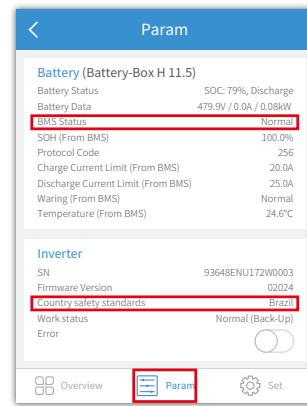 Param
Battery (Battery-Box H 11.5)
Battery Status SOC: 79%, Discharge
Battery Data 479.9V / 0.0A / 0.08kW
BMS Status Normal
SOH (From BMS) 100.0%
Protocol Code 256
Charge Current Limit (From BMS) 20.0A
Discharge Current Limit (From BMS) 25.0A
Waring (From BMS) Normal
Temperature (From BMS) 24.6°C
Inverter
SN 93648ENU172W0003
Firmware Version 02024
Country safety standards Brazil
Work status Normal (Back-Up)
Error
Overview Param Set